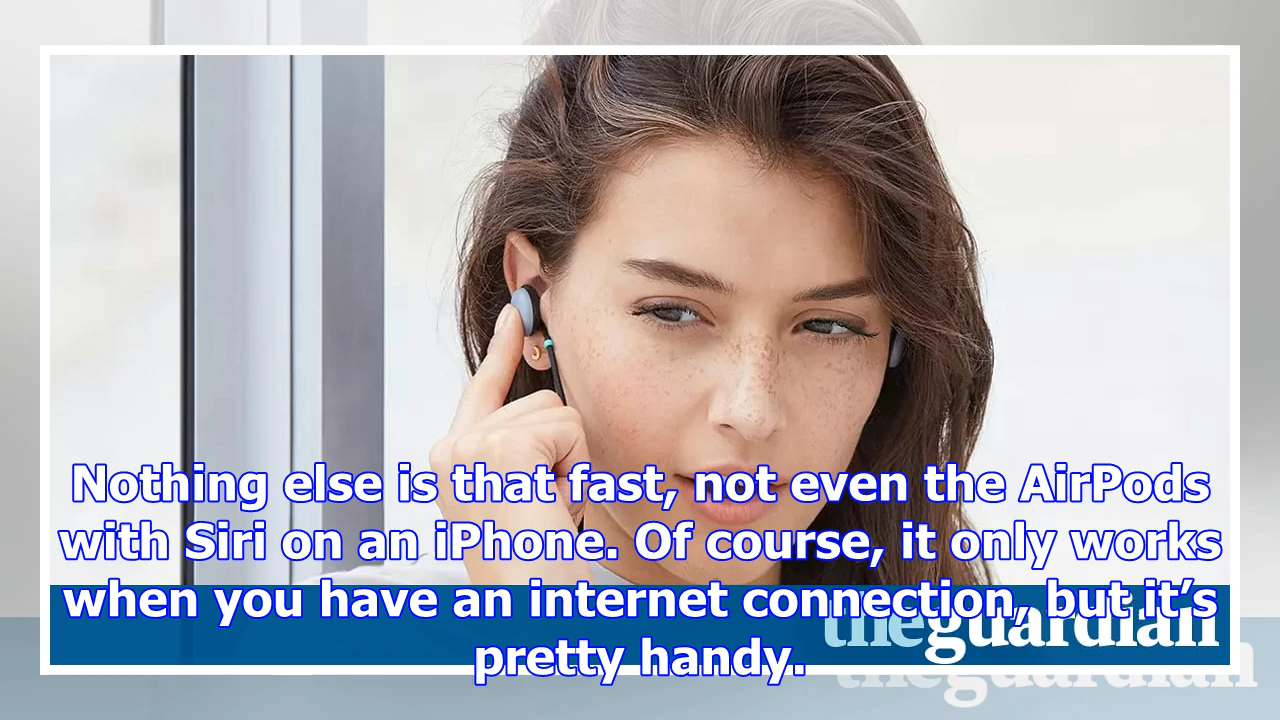 Nothing else is that fast, not even the AirPods
with Siri on an iPhone. Of course, it only works
when you have an internet connection, but it’s
pretty handy.
theguardian
theguardian